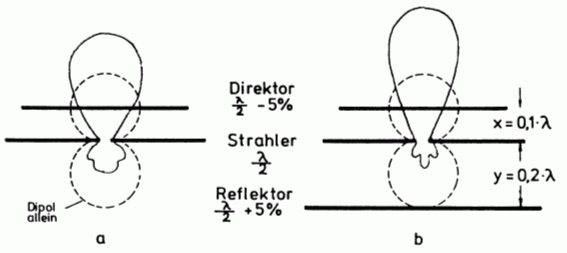 Direktor
λ/2 -5%
x=0,1·λ
Strahler
λ/2
y=0,2·λ
Reflektor
λ/2 +5%
Dipol
allein
a
b